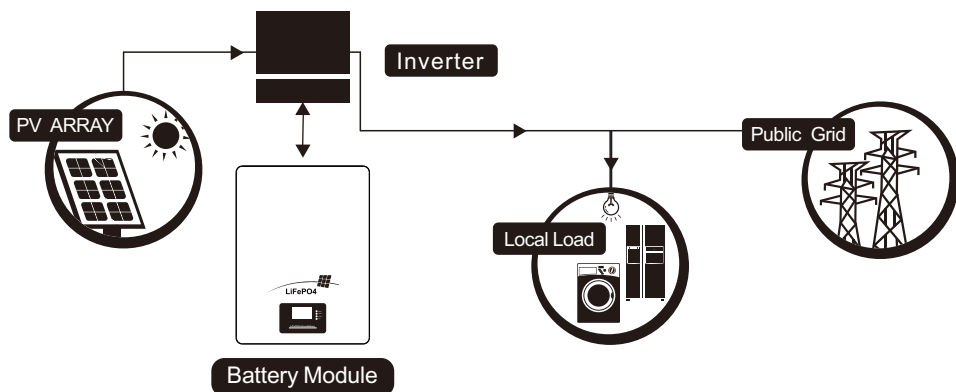 Inverter
PV ARRAY
Public Grid
Local Load
LiFePO4
Battery Module